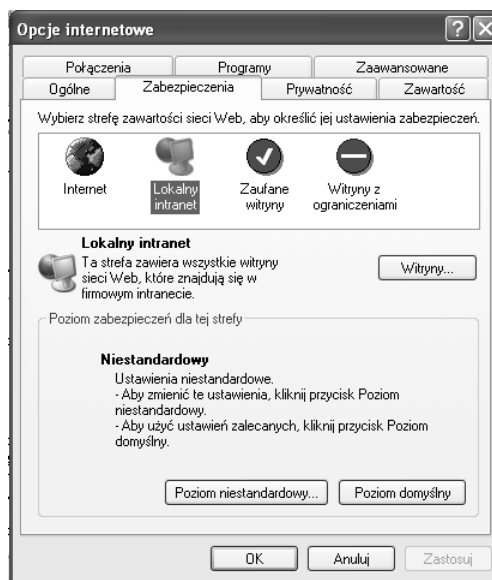 Opcje internetowe
Połączenia Programy Zaawansowane
Ogólne Zabezpieczenia Prywatność Zawartość
Wybierz strefę zawartości sieci Web, aby określić jej ustawienia zabezpieczeń.
Internet
Lokalny
intranet
Zaufane
witryny
Witryny z
ograniczeniami
Lokalny intranet
Ta strefa zawiera wszystkie witryny
sieci Web, które znajdują się w
firmowym intranecie.
Witryny...
Poziom zabezpieczeń dla tej strefy
Niestandardowy
Ustawienia niestandardowe.
- Aby zmienić te ustawienia, kliknij przycisk Poziom
niestandardowy.
- Aby użyć ustawień zalecanych, kliknij przycisk Poziom
domyślny.
Poziom niestandardowy... Poziom domyślny
OK Anuluj Zastosuj